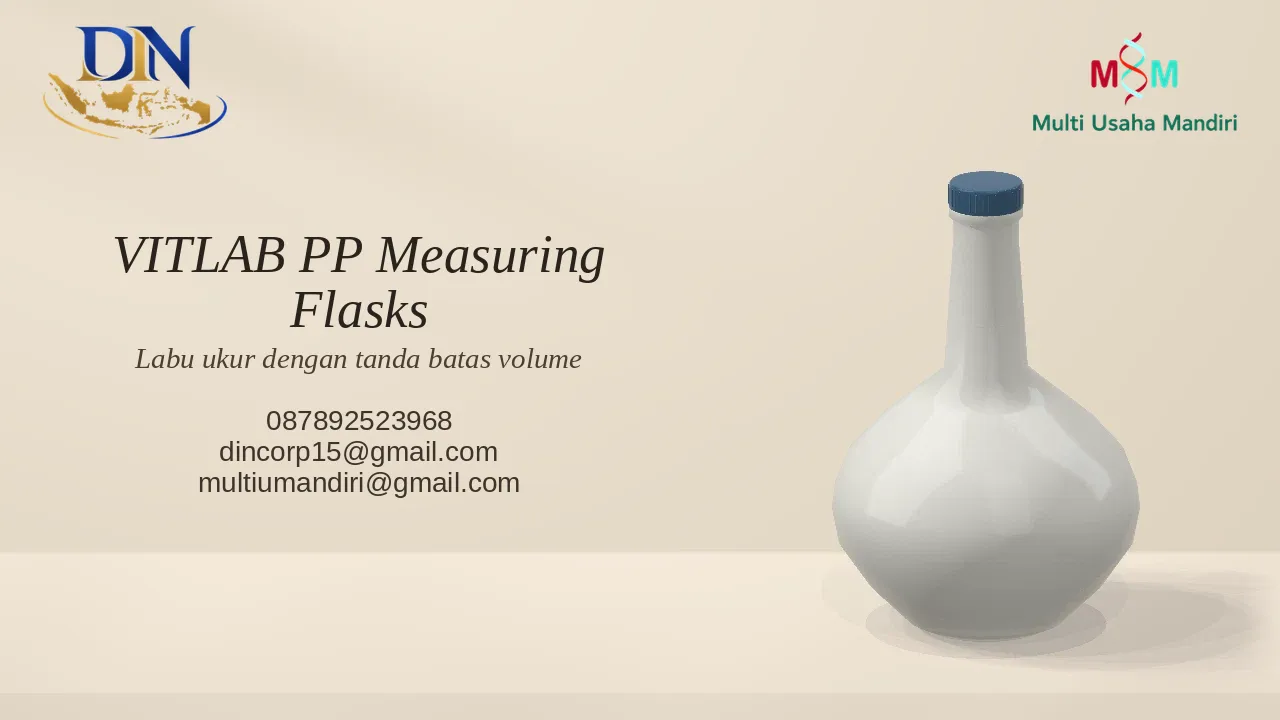 DIN
MSM
Multi Usaha Mandiri
VITLAB PP Measuring
Flasks
Labu ukur dengan tanda batas volume
087892523968
dincorp15@gmail.com
multiumandiri@gmail.com